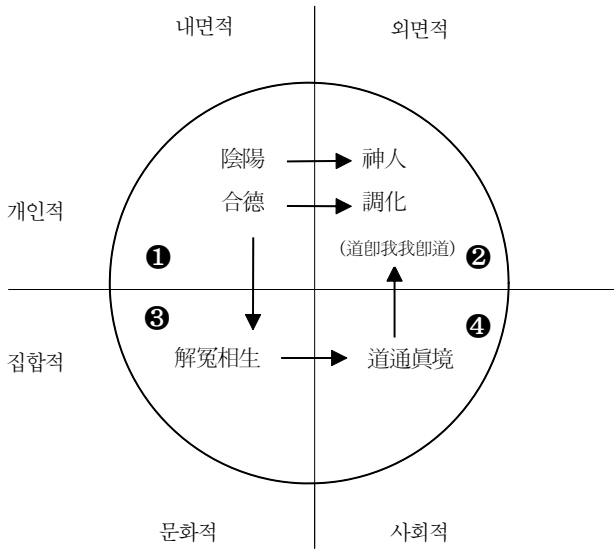 내면적 외면적
陰陽 神人
合德 調化
개인적
(道卽我我卽道)
❶ ❷
❸ ❹
집합적
解冤相生 道通眞境
문화적 사회적